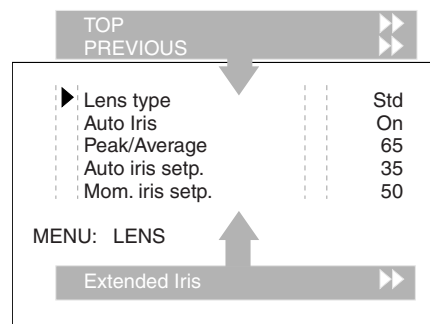 TOP
PREVIOUS
Lens type Std
Auto Iris On
Peak/Average 65
Auto iris setp. 35
Mom. iris setp. 50
MENU: LENS
Extended Iris